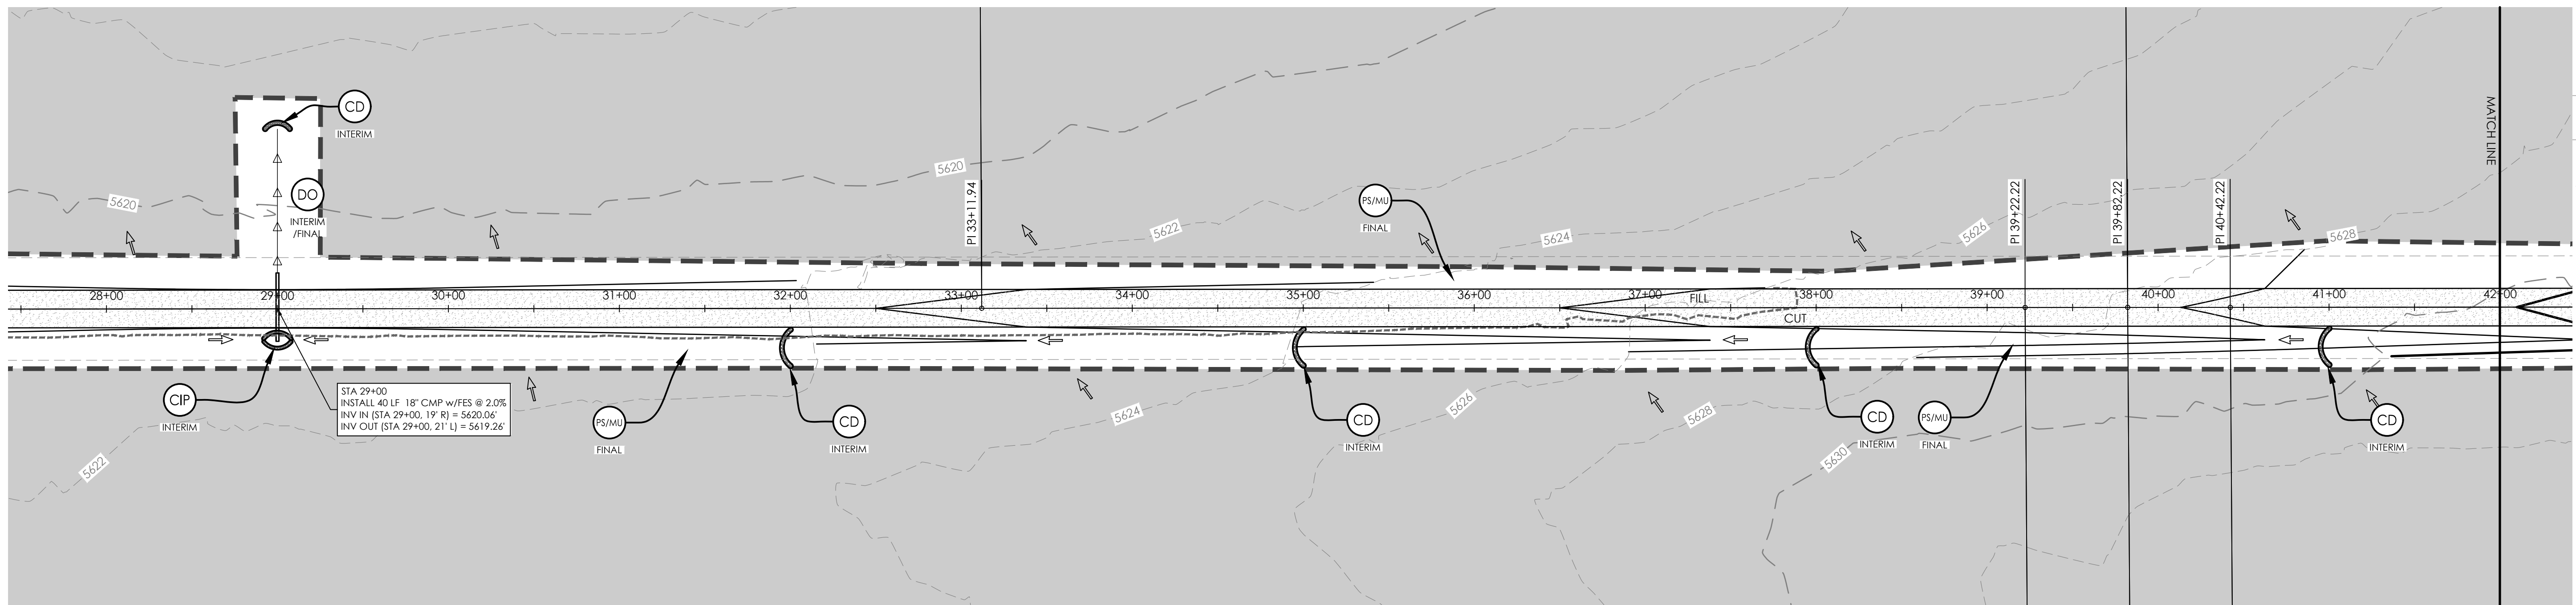 CD
INTERIM
DO
INTERIM
/FINAL
5620
5620
PI 33+11.94
5622
PS/MU
FINAL
5624
5626
PI 39+22.22
PI 39+82.22
PI 40+42.22
5628
MATCH LINE
28+00
29+00
30+00
31+00
32+00
33+00
34+00
35+00
36+00
37+00
38+00
39+00
40+00
41+00
42+00
FILL
CUT
CIP
INTERIM
STA 29+00
INSTALL 40 LF 18" CMP w/FES @ 2.0%
INV IN (STA 29+00, 19' R) = 5620.06'
INV OUT (STA 29+00, 21' L) = 5619.26'
5622
PS/MU
FINAL
CD
INTERIM
5624
CD
INTERIM
5626
5628
CD
INTERIM
5630
PS/MU
FINAL
CD
INTERIM